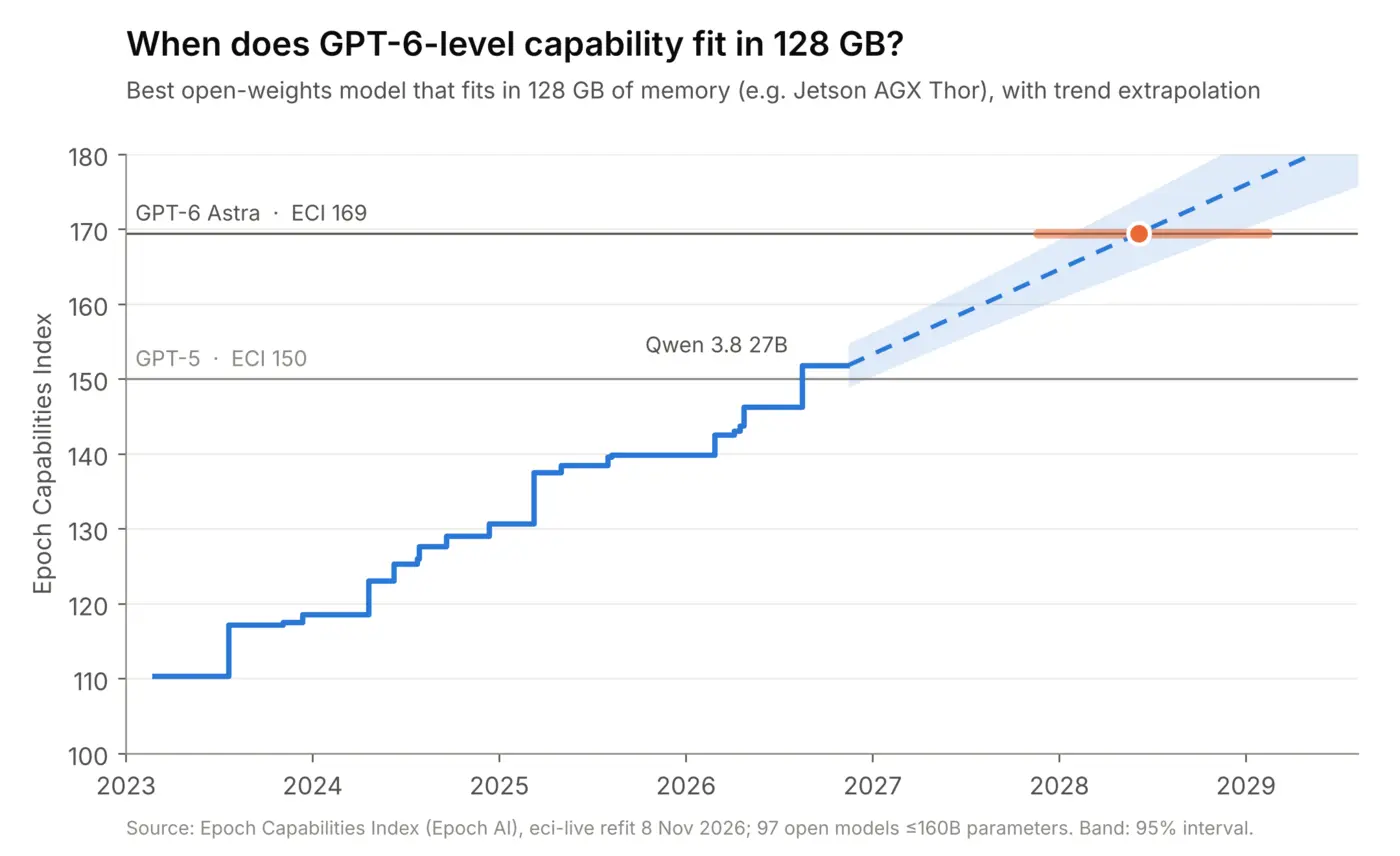 When does GPT-6-level capability fit in 128 GB?
Best open-weights model that fits in 128 GB of memory (e.g. Jetson AGX Thor), with trend extrapolation
Epoch Capabilities Index
180
170
160
150
140
130
120
110
100
GPT-6 Astra · ECI 169
Qwen 3.8 27B
GPT-5 · ECI 150
2023
2024
2025
2026
2027
2028
2029
Source: Epoch Capabilities Index (Epoch AI), eci-live refit 8 Nov 2026; 97 open models ≤160B parameters. Band: 95% interval.